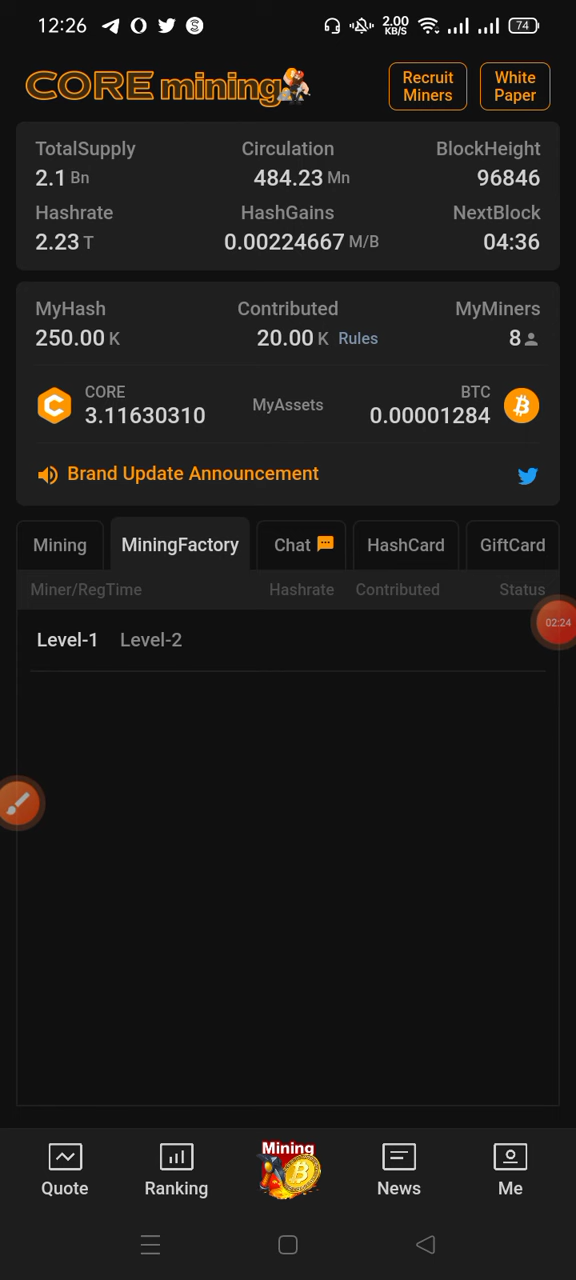 12:26 2.00 KB/S 74
CORE mining Recruit Miners White Paper
TotalSupply Circulation BlockHeight
2.1 Bn 484.23 Mn 96846
Hashrate HashGains NextBlock
2.23 T 0.00224667 M/B 04:36
MyHash Contributed MyMiners
250.00 K 20.00 K Rules 8
CORE MyAssets BTC
3.11630310 0.00001284
Brand Update Announcement
Mining MiningFactory Chat HashCard GiftCard
Miner/RegTime Hashrate Contributed Status
02:24
Level-1 Level-2
Mining
Quote Ranking News Me